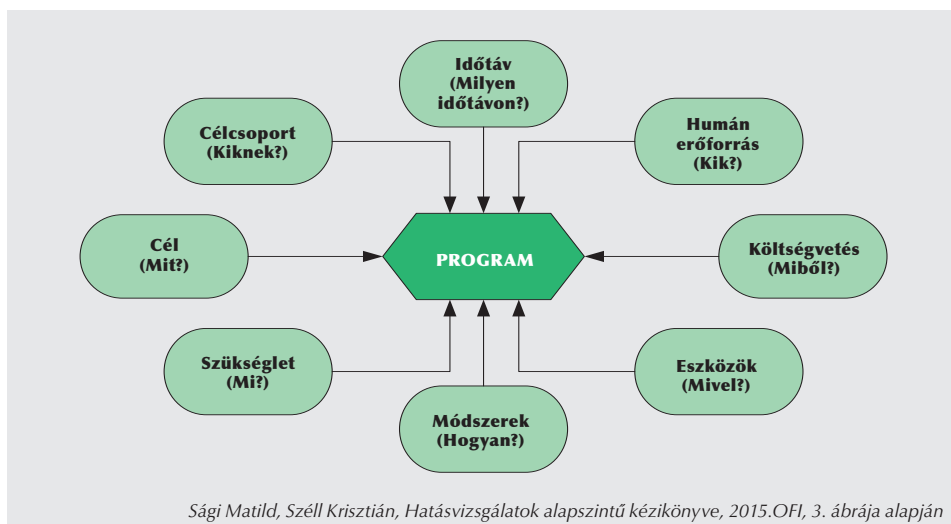 Időtáv
(Milyen
időtávon?)
Célcsoport
(Kiknek?)
Humán
erőforrás
(Kik?)
Cél
(Mit?)
PROGRAM
Költségvetés
(Miből?)
Szükséglet
(Mi?)
Módszerek
(Hogyan?)
Eszközök
(Mivel?)
Sági Matild, Széll Krisztián, Hatásvizsgálatok alapszintű kézikönyve, 2015.OFI, 3. ábrája alapján